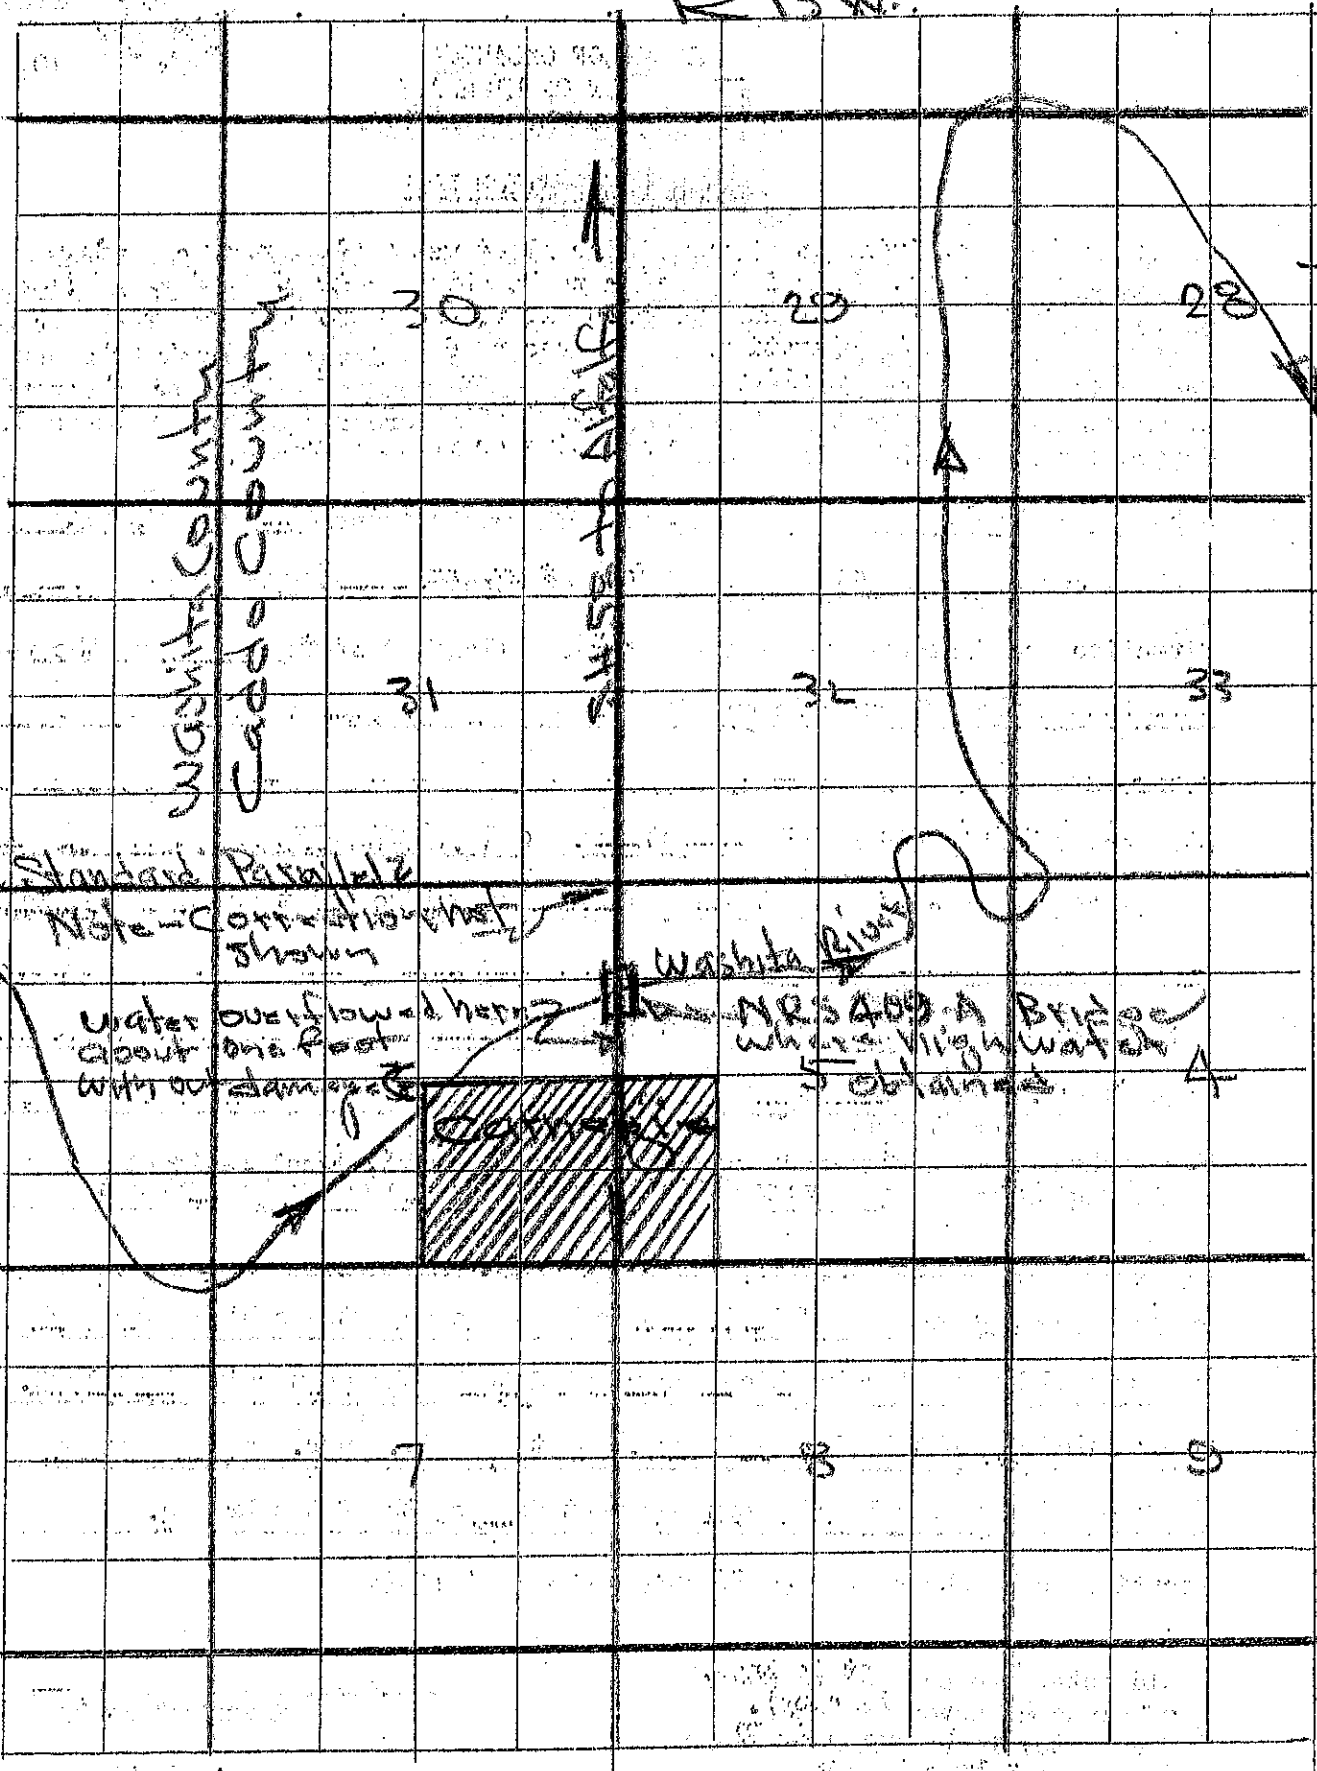 R 13 W.
30
29
28
Washita County
Caddo County
SH 58 to Alfalfa
31
32
33
Standard Parallel
Note-Correction not
shown
Washita River
Water overflowed here
about one foot
without damage
NRS 409-A Bridge
where high water
obtained
5
4
Carnegie
7
8
9